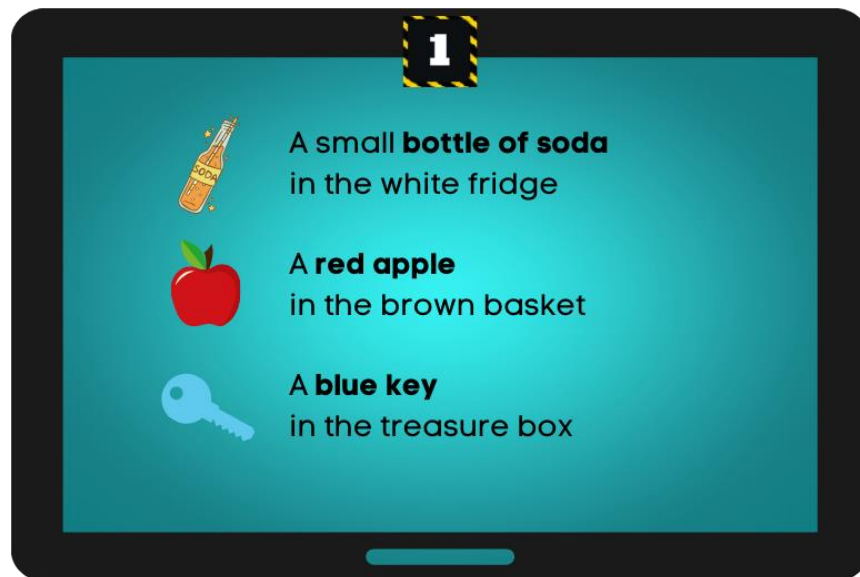 1
SODA
A small bottle of soda
in the white fridge
A red apple
in the brown basket
A blue key
in the treasure box